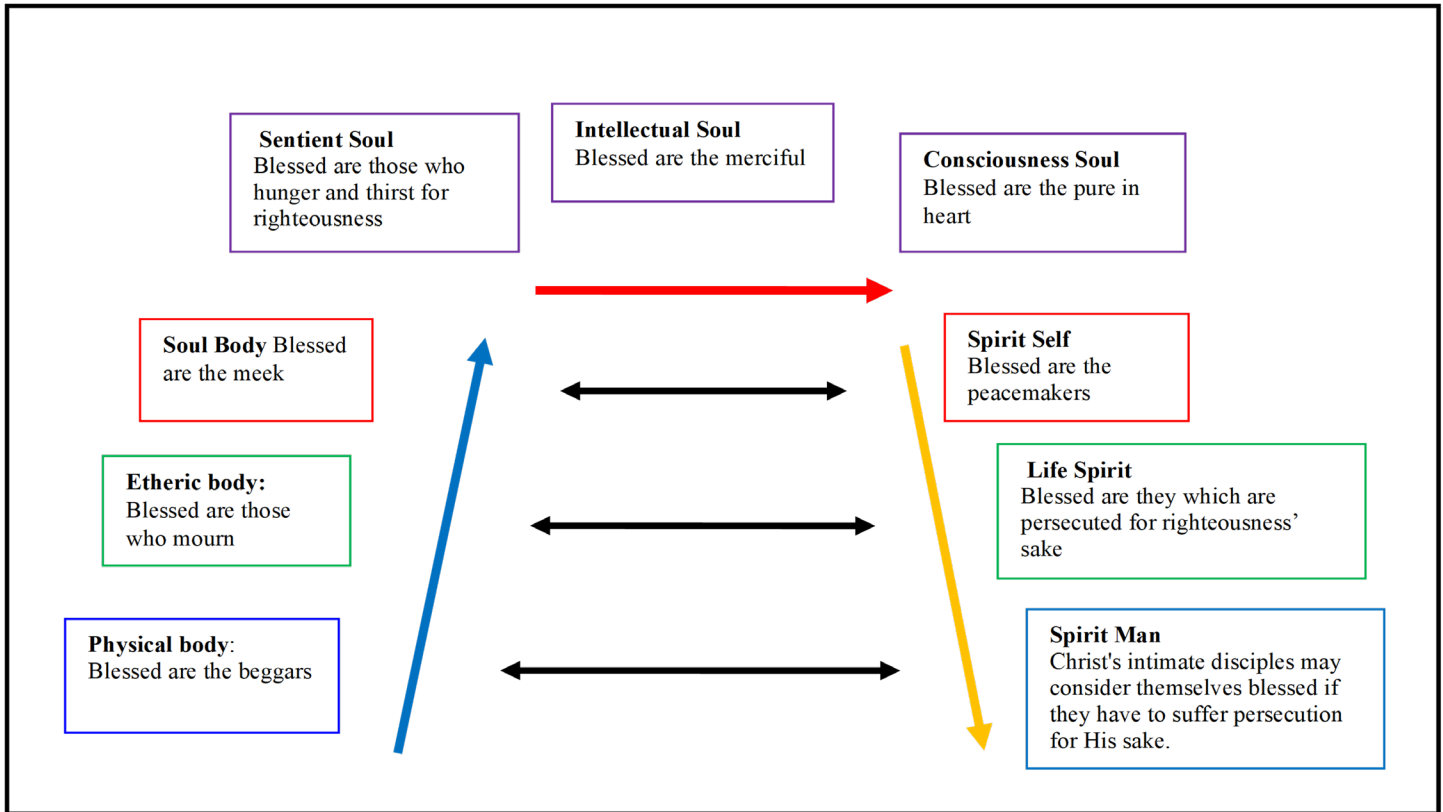 Sentient Soul
Blessed are those who
hunger and thirst for
righteousness
Intellectual Soul
Blessed are the merciful
Consciousness Soul
Blessed are the pure in
heart
Soul Body Blessed
are the meek
Spirit Self
Blessed are the
peacemakers
Etheric body:
Blessed are those
who mourn
Life Spirit
Blessed are they which are
persecuted for righteousness’
sake
Physical body:
Blessed are the beggars
Spirit Man
Christ's intimate disciples may
consider themselves blessed if
they have to suffer persecution
for His sake.